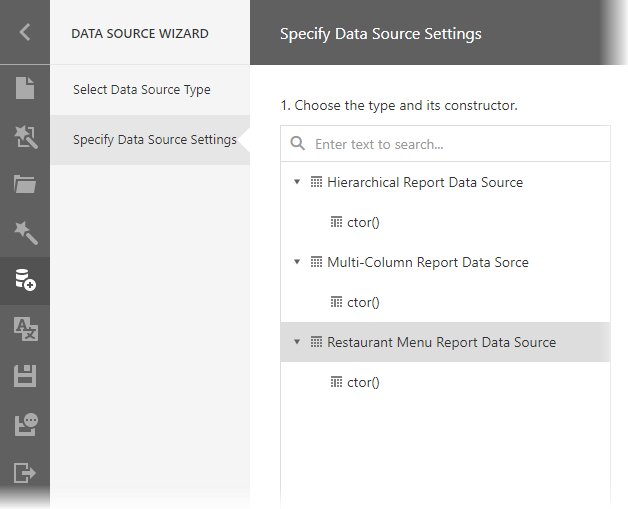 DATA SOURCE WIZARD
Specify Data Source Settings
Select Data Source Type
Specify Data Source Settings
1. Choose the type and its constructor.
Enter text to search...
Hierarchical Report Data Source
ctor()
Multi-Column Report Data Sorce
ctor()
Restaurant Menu Report Data Source
ctor()